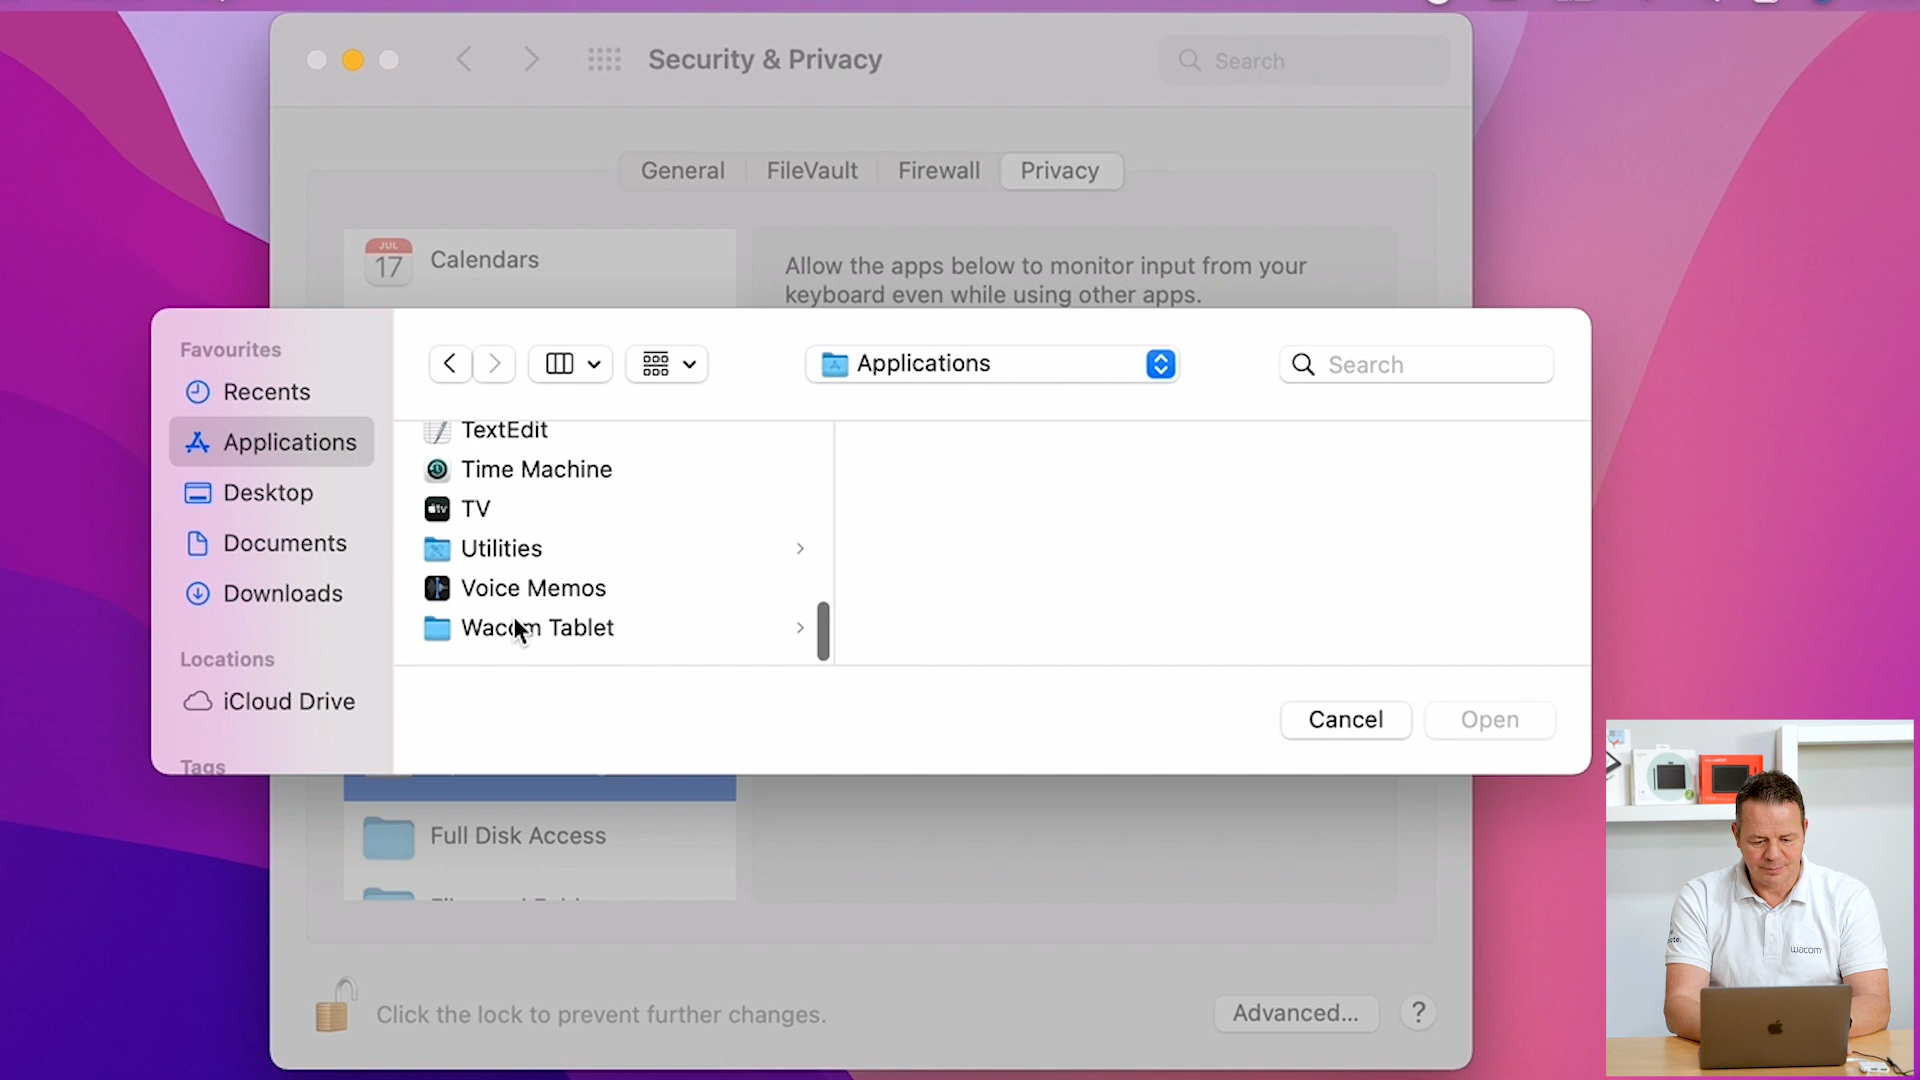 Security & Privacy
Search
General
FileVault
Firewall
Privacy
JUL
17
Calendars
Allow the apps below to monitor input from your
keyboard even while using other apps.
Favourites
Recents
Applications
Desktop
Documents
Downloads
Locations
iCloud Drive
Tags
Applications
Search
TextEdit
Time Machine
tv
TV
Utilities
Voice Memos
Wacom Tablet
Cancel
Open
Full Disk Access
Click the lock to prevent further changes.
Advanced...
?
wacom